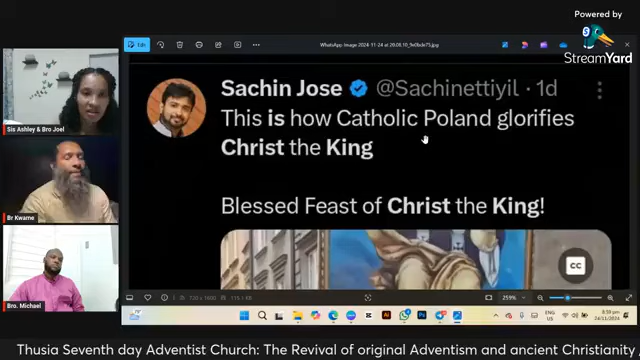 Powered by
StreamYard
Edit
WhatsApp Image 2024-11-24 at 20.08.10_
Sachin Jose @Sachinettiyil · 1d
This is how Catholic Poland glorifies
Christ the King
Blessed Feast of Christ the King!
CC
Sis Ashley & Bro Joel
Br Kwame
Bro. Michael
259%
ENG
US
8:59 pm
24/11/2024
Thusia Seventh day Adventist Church: The Revival of original Adventism and ancient Christianity